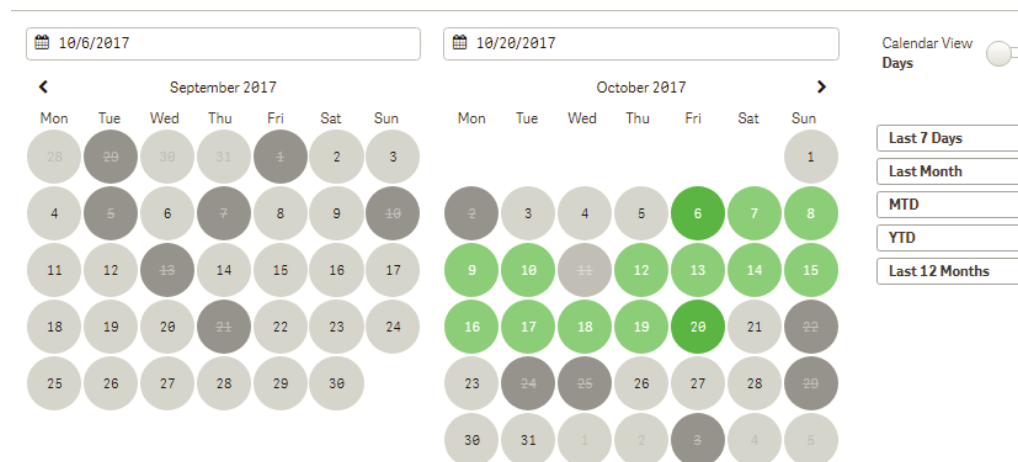 10/6/2017
10/20/2017
Calendar View
Days
September 2017
October 2017
Mon Tue Wed Thu Fri Sat Sun
28 29 30 31 1 2 3
4 5 6 7 8 9 10
11 12 13 14 15 16 17
18 19 20 21 22 23 24
25 26 27 28 29 30
Mon Tue Wed Thu Fri Sat Sun
1
2 3 4 5 6 7 8
9 10 11 12 13 14 15
16 17 18 19 20 21 22
23 24 25 26 27 28 29
30 31 1 2 3 4 5
Last 7 Days
Last Month
MTD
YTD
Last 12 Months